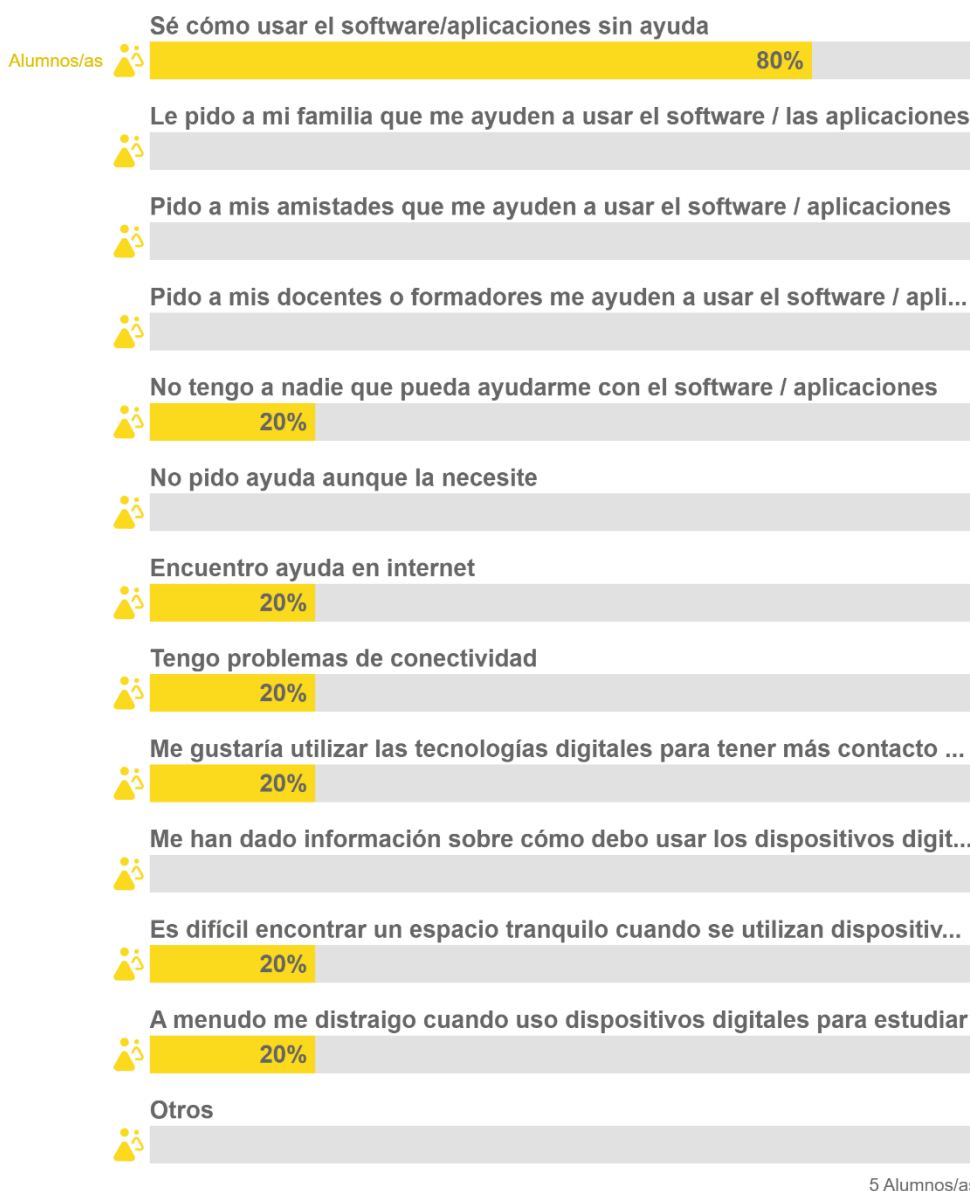 Sé cómo usar el software/aplicaciones sin ayuda
Alumnos/as
80%
Le pido a mi familia que me ayuden a usar el software / las aplicaciones
Pido a mis amistades que me ayuden a usar el software / aplicaciones
Pido a mis docentes o formadores me ayuden a usar el software / apli...
No tengo a nadie que pueda ayudarme con el software / aplicaciones
20%
No pido ayuda aunque la necesite
Encuentro ayuda en internet
20%
Tengo problemas de conectividad
20%
Me gustaría utilizar las tecnologías digitales para tener más contacto ...
20%
Me han dado información sobre cómo debo usar los dispositivos digit...
Es difícil encontrar un espacio tranquilo cuando se utilizan dispositiv...
20%
A menudo me distraigo cuando uso dispositivos digitales para estudiar
20%
Otros
5 Alumnos/as